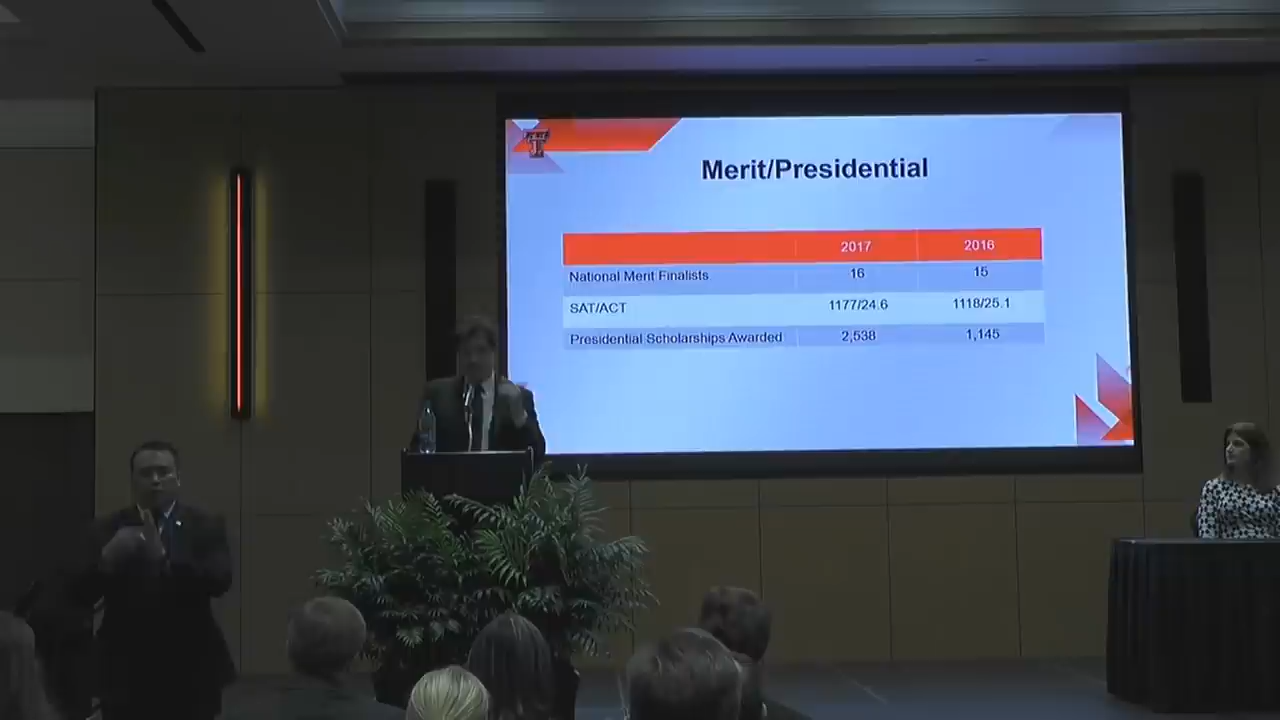 Merit/Presidential
2017 2016
National Merit Finalists 16 15
SAT/ACT 1177/24.6 1118/25.1
Presidential Scholarships Awarded 2,538 1,145